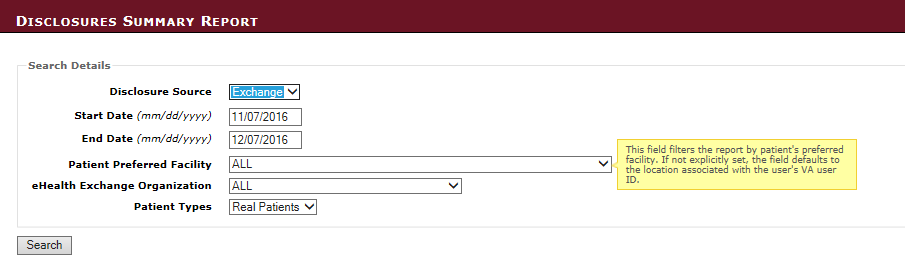 DISCLOSURES SUMMARY REPORT
Search Details
Disclosure Source Exchange
Start Date (mm/dd/yyyy) 11/07/2016
End Date (mm/dd/yyyy) 12/07/2016
Patient Preferred Facility ALL
This field filters the report by patient's preferred
facility. If not explicitly set, the field defaults to
the location associated with the user's VA user
ID.
eHealth Exchange Organization ALL
Patient Types Real Patients
Search